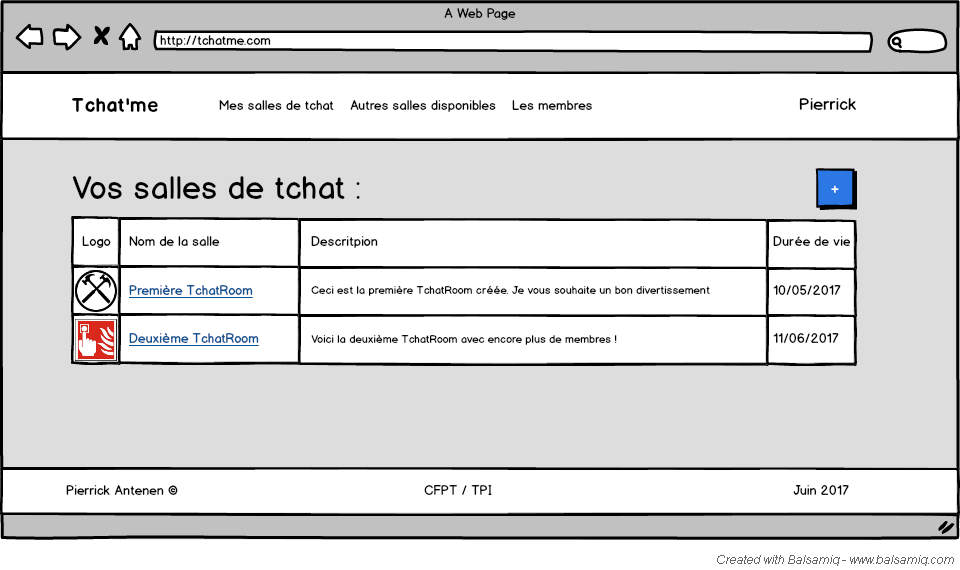 A Web Page
http://tchatme.com
Tchat'me Mes salles de tchat Autres salles disponibles Les membres Pierrick
Vos salles de tchat : +
Logo Nom de la salle Descritpion Durée de vie
Première TchatRoom Ceci est la première TchatRoom créée. Je vous souhaite un bon divertissement 10/05/2017
Deuxième TchatRoom Voici la deuxième TchatRoom avec encore plus de membres ! 11/06/2017
Pierrick Antenen © CFPT / TPI Juin 2017
Created with Balsamiq - www.balsamiq.com